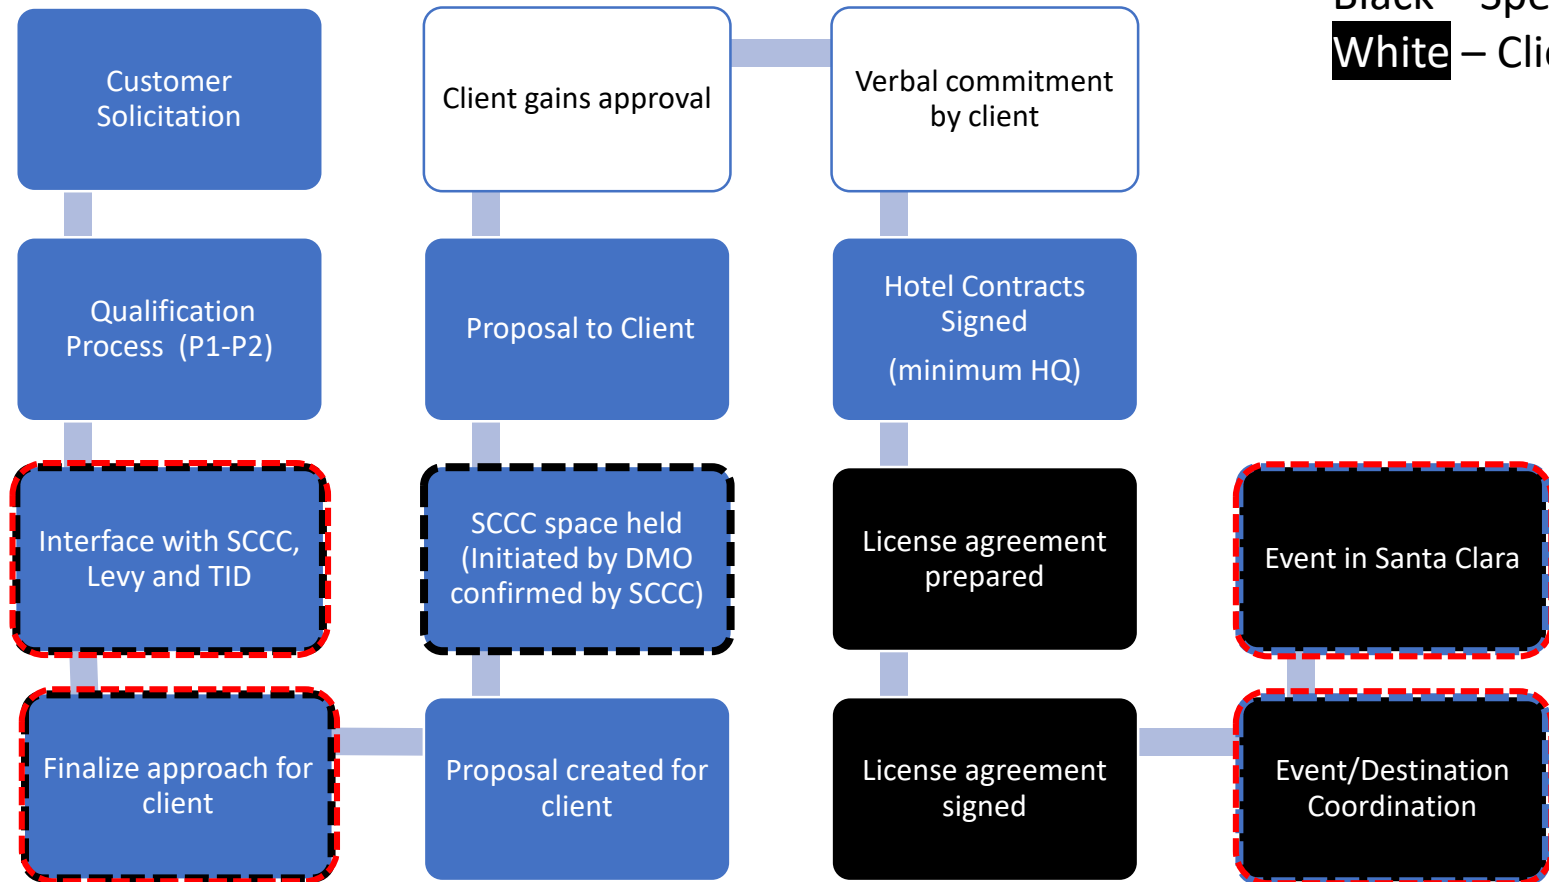 Customer
Solicitation
Qualification
Process (P1-P2)
Interface with SCCC,
Levy and TID
Finalize approach for
client
Proposal created for
client
SCCC space held
(Initiated by DMO
confirmed by SCCC)
Proposal to Client
Client gains approval
Verbal commitment
by client
Hotel Contracts
Signed
(minimum HQ)
License agreement
prepared
License agreement
signed
Event/Destination
Coordination
Event in Santa Clara
Black
White –